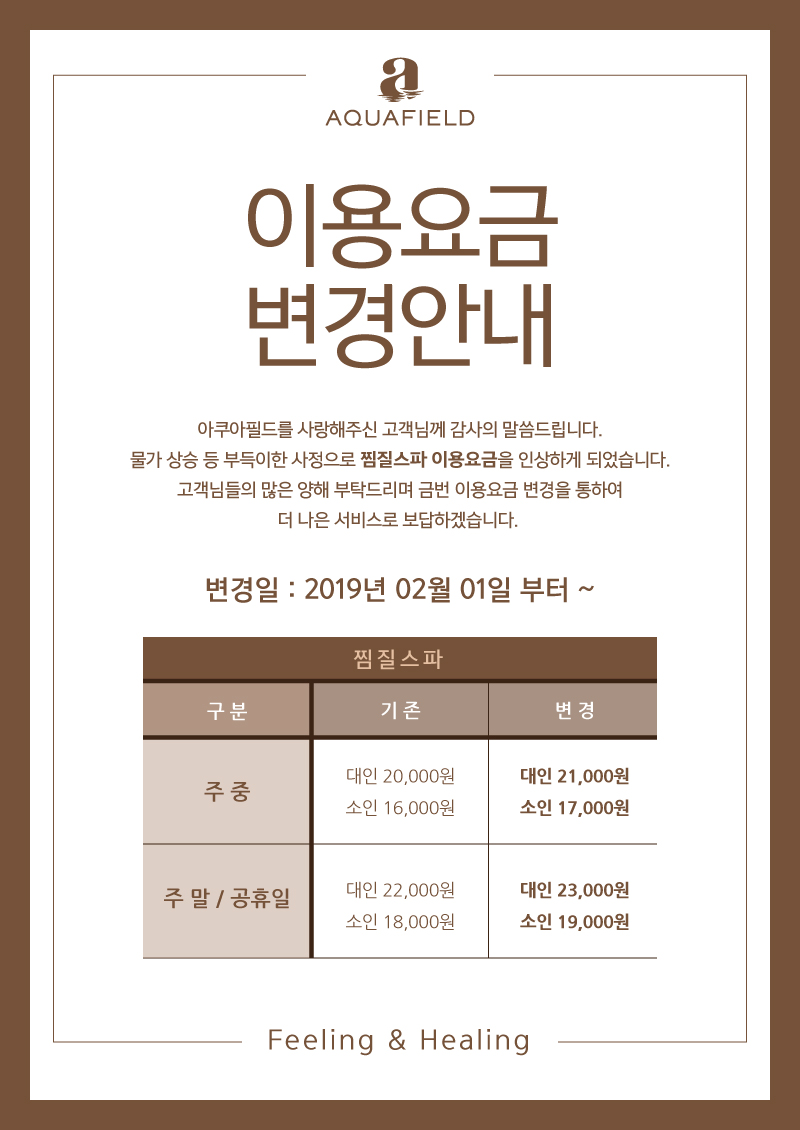 a
AQUAFIELD
이용요금
변경안내
아쿠아필드를 사랑해주신 고객님께 감사의 말씀드립니다.
물가 상승 등 부득이한 사정으로 찜질스파 이용요금을 인상하게 되었습니다.
고객님들의 많은 양해 부탁드리며 금번 이용요금 변경을 통하여
더 나은 서비스로 보답하겠습니다.
변경일 : 2019년 02월 01일 부터 ~
찜질스파
구 분 기 존 변 경
주 중
대인 20,000원 대인 21,000원
소인 16,000원 소인 17,000원
주 말 / 공휴일
대인 22,000원 대인 23,000원
소인 18,000원 소인 19,000원
Feeling & Healing